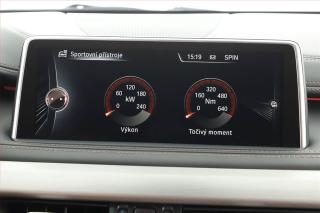 Sportovní přístroje
15:19 SPIN
120
60 180
kW
0 240
Výkon
320
160 480
Nm
0 640
Točivý moment